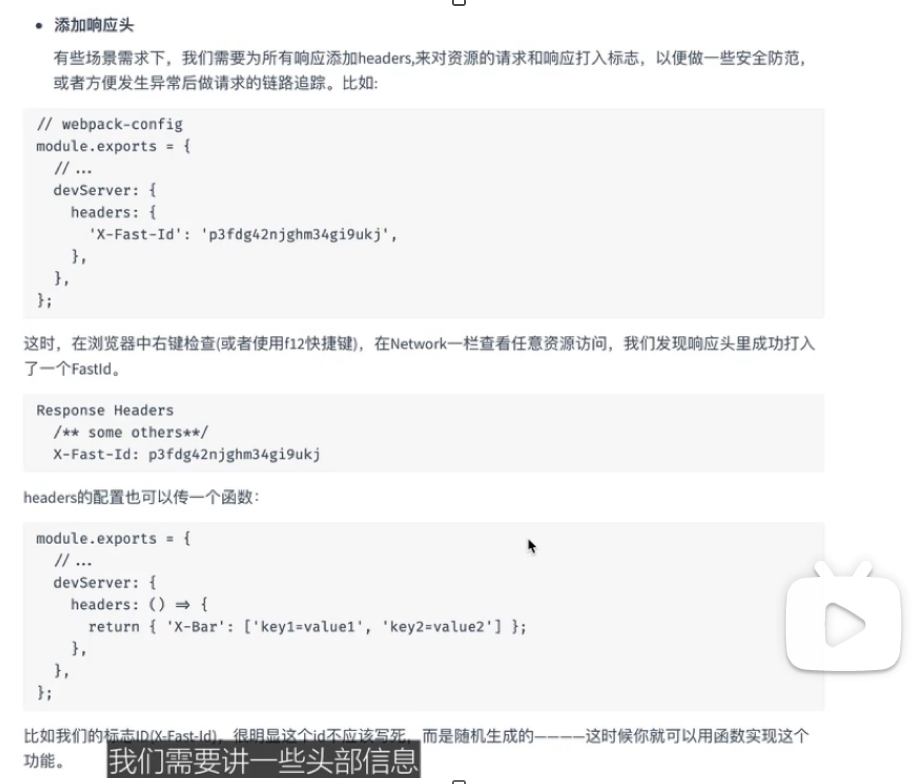 添加响应头
有些场景需求下，我们需要为所有响应添加headers,来对资源的请求和响应打入标志，以便做一些安全防范，
或者方便发生异常后做请求的链路追踪。比如:
// webpack-config
module.exports = {
  // ...
  devServer: {
    headers: {
      'X-Fast-Id': 'p3fdg42njghm34gi9ukj',
    },
  },
};
这时，在浏览器中右键检查(或者使用f12快捷键)，在Network一栏查看任意资源访问，我们发现响应头里成功打入
了一个FastId。
Response Headers
  /** some others**/
  X-Fast-Id: p3fdg42njghm34gi9ukj
headers的配置也可以传一个函数：
module.exports = {
  // ...
  devServer: {
    headers: () => {
      return { 'X-Bar': ['key1=value1', 'key2=value2'] };
    },
  },
};
比如我们的标志ID(X-Fast-Id)，很明显这个id不应该写死，而是随机生成的————这时候你就可以用函数实现这个
功能。
我们需要讲一些头部信息